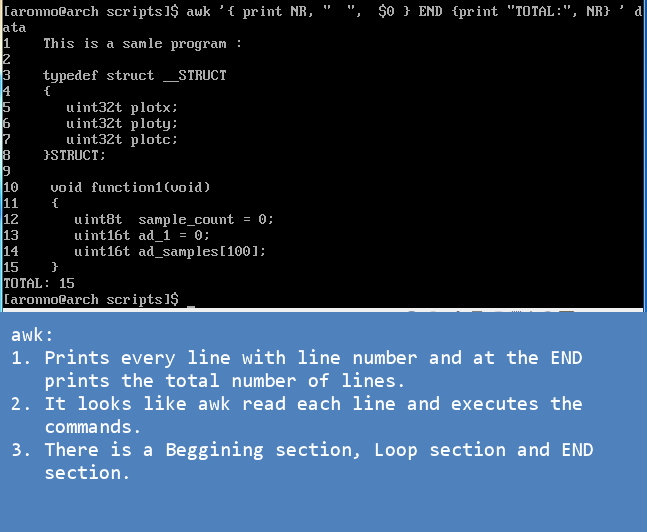 [aronno@arch scripts]$ awk '{ print NR, "  ",  $0 } END {print "TOTAL:", NR} ' d
ata
1    This is a samle program :
2
3    typedef struct __STRUCT
4    {
5       uint32t plotx;
6       uint32t ploty;
7       uint32t plotc;
8    }STRUCT;
9
10    void function1(void)
11    {
12       uint8t  sample_count = 0;
13       uint16t ad_1 = 0;
14       uint16t ad_samples[100];
15    }
TOTAL: 15
[aronno@arch scripts]$ _
awk:
1. Prints every line with line number and at the END
prints the total number of lines.
2. It looks like awk read each line and executes the
commands.
3. There is a Beggining section, Loop section and END
section.